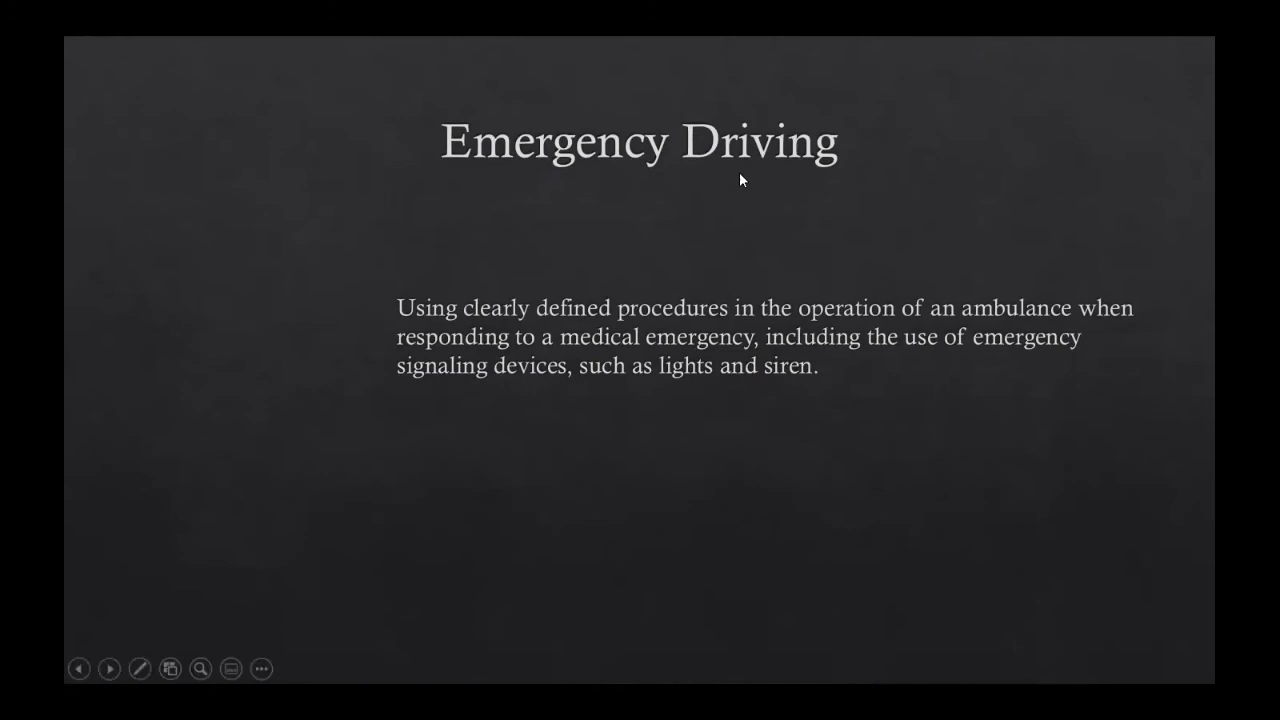 Emergency Driving
Using clearly defined procedures in the operation of an ambulance when
responding to a medical emergency, including the use of emergency
signaling devices, such as lights and siren.